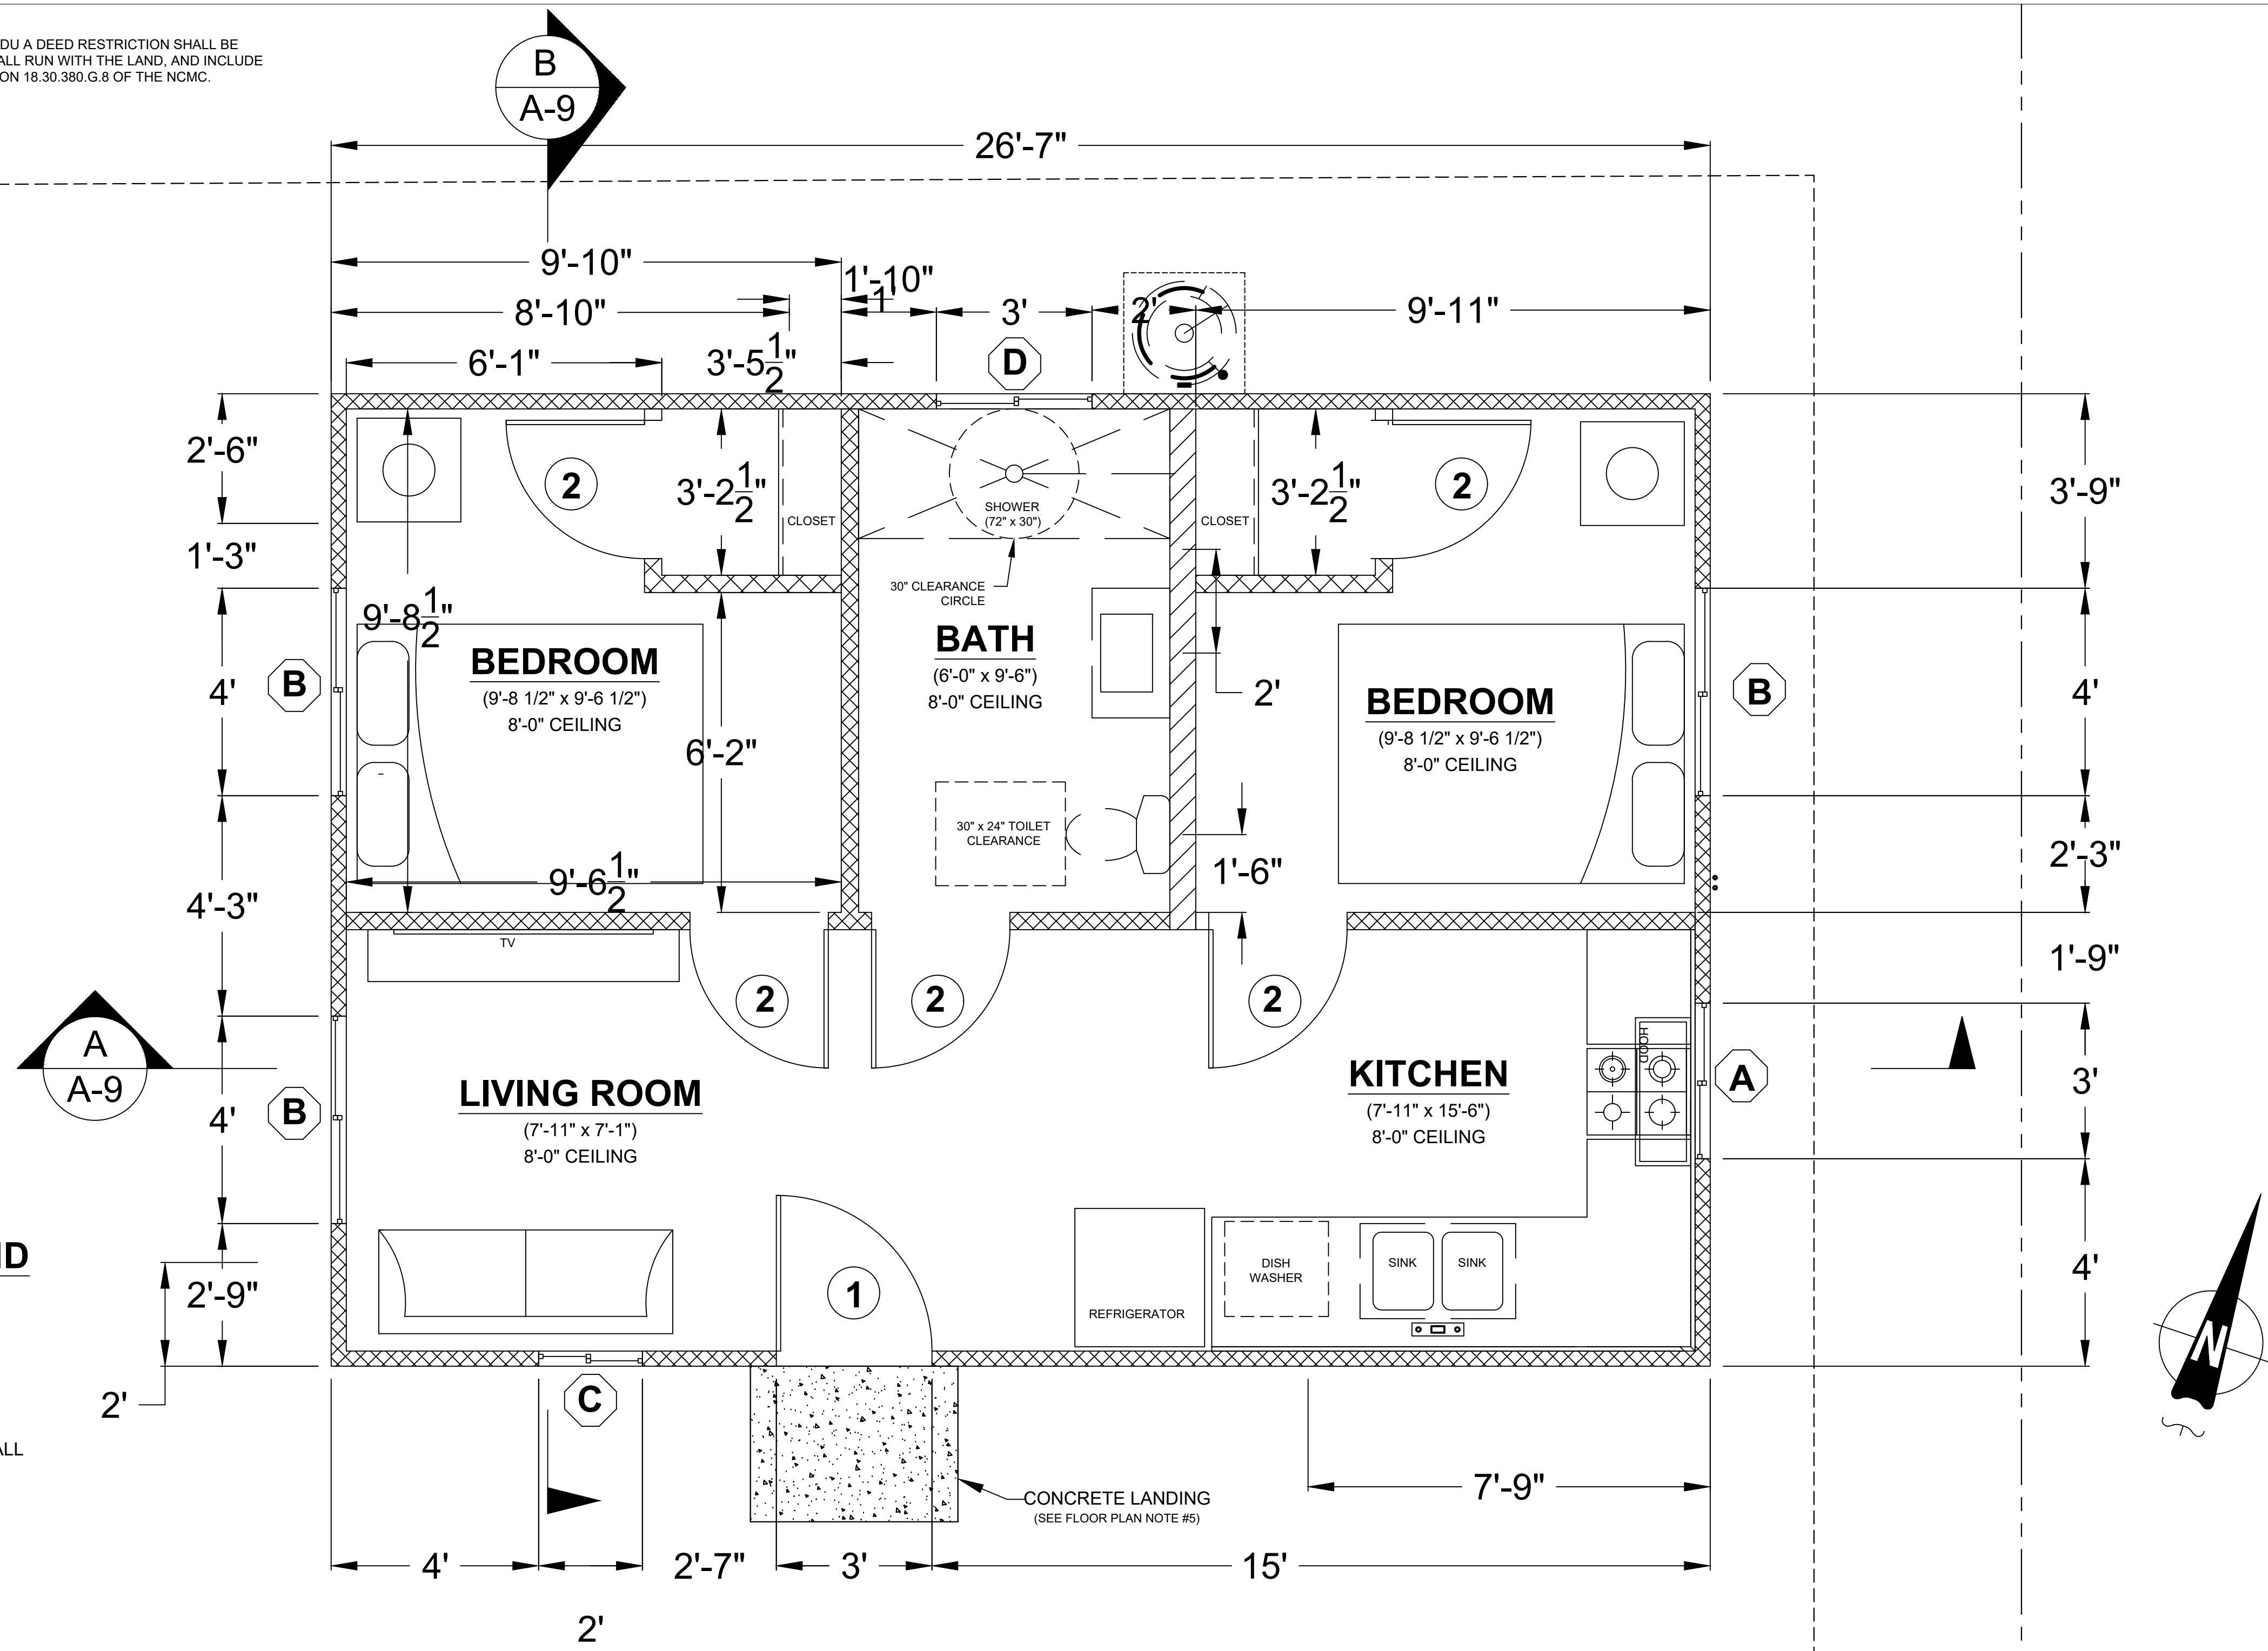 DU A DEED RESTRICTION SHALL BE
ALL RUN WITH THE LAND, AND INCLUDE
ON 18.30.380.G.8 OF THE NCMC.
B
A-9
26'-7"
9'-10"
1'-10"
1'
8'-10"
3'
2'
9'-11"
6'-1"
3'-5 1/2"
D
2'-6"
1'-3"
4'
4'-3"
4'
2'-9"
2'
2
3'-2 1/2"
CLOSET
SHOWER
(72" x 30")
30" CLEARANCE
CIRCLE
CLOSET
3'-2 1/2"
2
3'-9"
9'-8 1/2"
B
BEDROOM
(9'-8 1/2" x 9'-6 1/2")
8'-0" CEILING
6'-2"
9'-6 1/2"
BATH
(6'-0" x 9'-6")
8'-0" CEILING
2'
30" x 24" TOILET
CLEARANCE
1'-6"
BEDROOM
(9'-8 1/2" x 9'-6 1/2")
8'-0" CEILING
B
4'
2'-3"
1'-9"
TV
2
2
2
A
A-9
B
LIVING ROOM
(7'-11" x 7'-1")
8'-0" CEILING
KITCHEN
(7'-11" x 15'-6")
8'-0" CEILING
HOOD
A
3'
4'
1
REFRIGERATOR
DISH
WASHER
SINK
SINK
N
ID
ALL
C
CONCRETE LANDING
(SEE FLOOR PLAN NOTE #5)
7'-9"
4'
2'-7"
3'
15'
2'